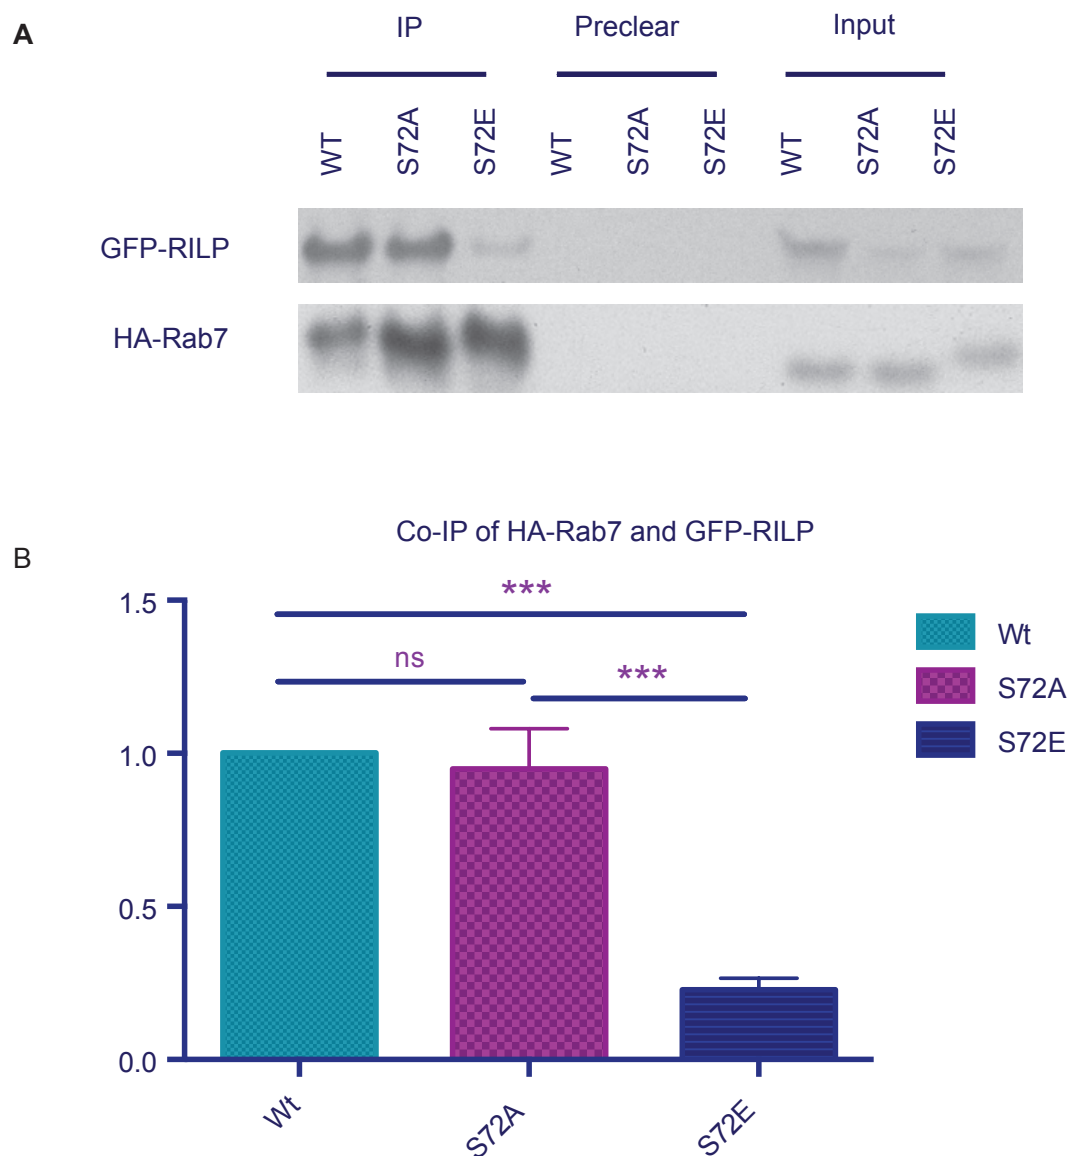 A
IP Preclear Input
WT S72A S72E WT S72A S72E WT S72A S72E
GFP-RILP
HA-Rab7
B
Co-IP of HA-Rab7 and GFP-RILP
***
ns
***
1.5
1.0
0.5
0.0
Wt S72A S72E
Wt
S72A
S72E